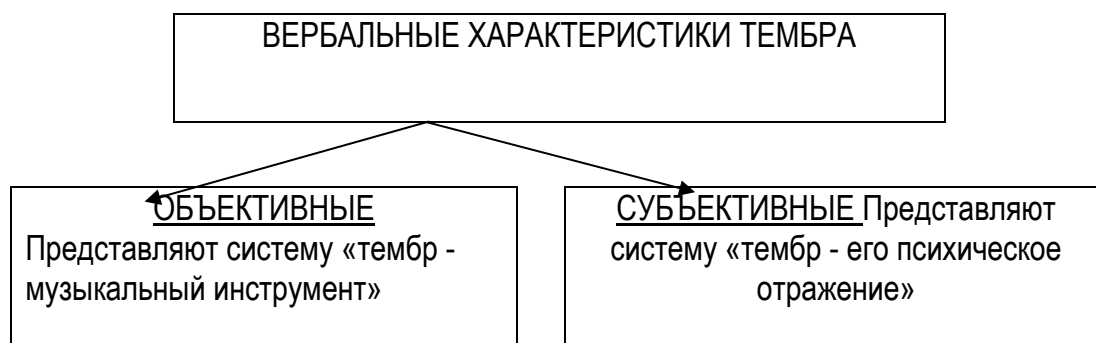 ВЕРБАЛЬНЫЕ ХАРАКТЕРИСТИКИ ТЕМБРА
ОБЪЕКТИВНЫЕ
Представляют систему «тембр -
музыкальный инструмент»
СУБЪЕКТИВНЫЕ Представляют
систему «тембр - его психическое
отражение»